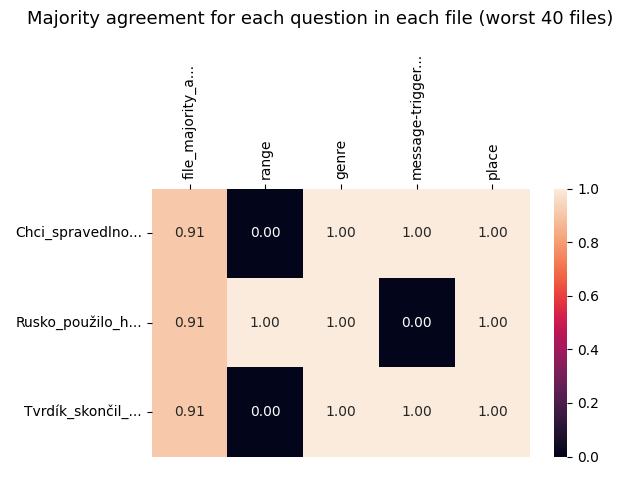 Majority agreement for each question in each file (worst 40 files)
file_majority_a...
range
genre
message-trigger...
place
Chci_spravedlno... 0.91 0.00 1.00 1.00 1.00
Rusko_použilo_h... 0.91 1.00 1.00 0.00 1.00
Tvrdík_skončil_... 0.91 0.00 1.00 1.00 1.00
1.0
0.8
0.6
0.4
0.2
0.0